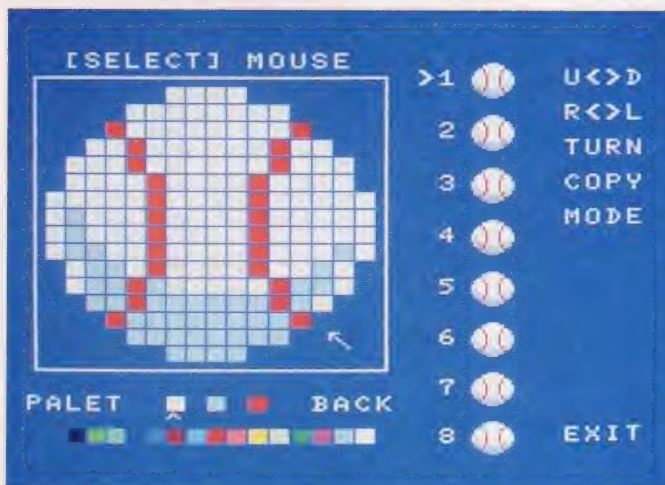 [SELECT] MOUSE
>1
2
3
4
5
6
7
8
U<>D
R<>L
TURN
COPY
MODE
EXIT
PALET
BACK